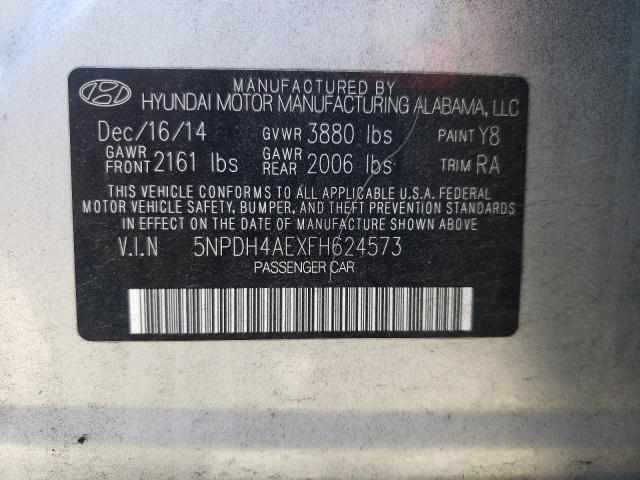 MANUFACTURED BY
HYUNDAI MOTOR MANUFACTURING ALABAMA, LLC
Dec/16/14 GVWR 3880 lbs PAINT Y8
GAWR FRONT 2161 lbs GAWR REAR 2006 lbs TRIM RA
THIS VEHICLE CONFORMS TO ALL APPLICABLE U.S.A. FEDERAL
MOTOR VEHICLE SAFETY, BUMPER, AND THEFT PREVENTION STANDARDS
IN EFFECT ON THE DATE OF MANUFACTURE SHOWN ABOVE
V.I.N 5NPDH4AEXFH624573
PASSENGER CAR